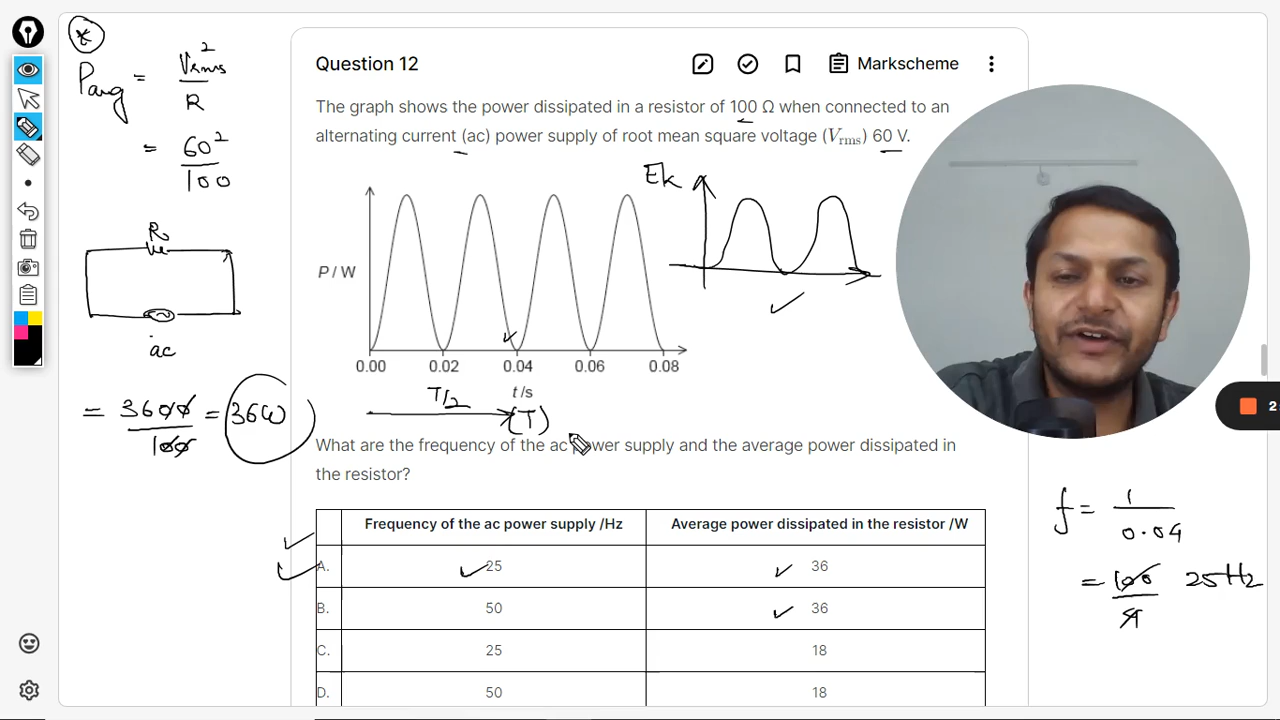 Question 12
Markscheme
The graph shows the power dissipated in a resistor of 100 Ω when connected to an
alternating current (ac) power supply of root mean square voltage (Vrms) 60 V.
P / W
0.00 0.02 0.04 0.06 0.08
t/s
What are the frequency of the ac power supply and the average power dissipated in
the resistor?
Frequency of the ac power supply /Hz Average power dissipated in the resistor /W
A. 25 36
B. 50 36
C. 25 18
D. 50 18
Pavg = Vrms²
R
= 60²
100
R
ac
= 3600 = 36W
100
Ek
T/2
(T)
f = 1
0.04
= 100 25Hz
4
2